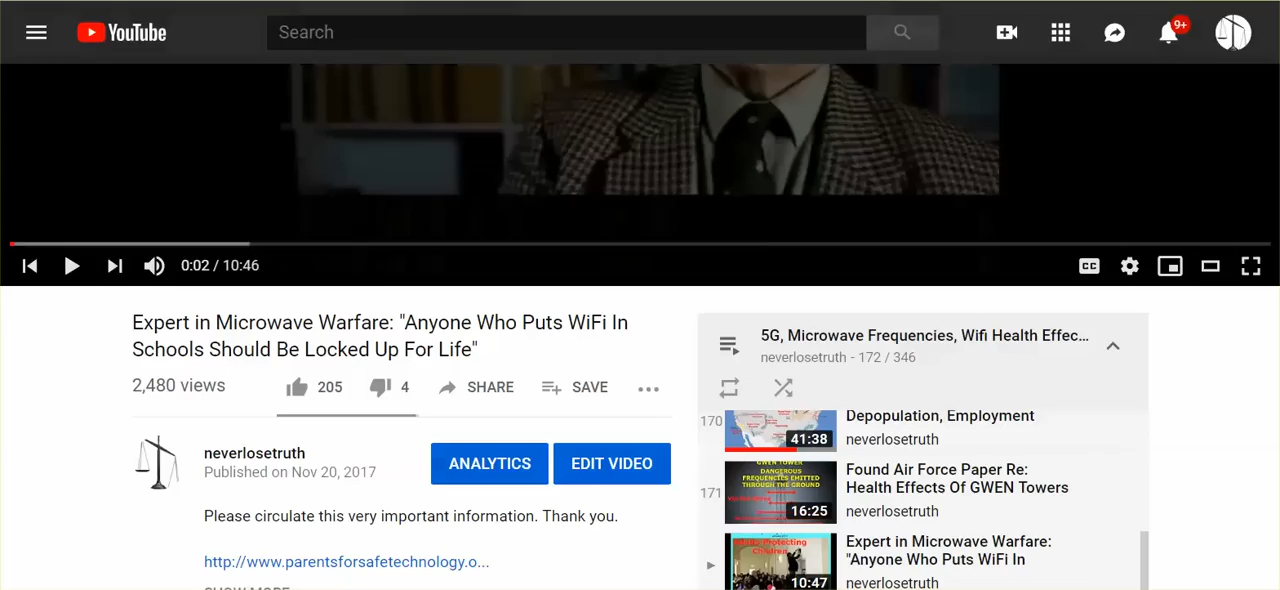 YouTube
Search
9+
0:02 / 10:46
CC
Expert in Microwave Warfare: "Anyone Who Puts WiFi In
Schools Should Be Locked Up For Life"
2,480 views
205
4
SHARE
SAVE
neverlosetruth
Published on Nov 20, 2017
ANALYTICS
EDIT VIDEO
Please circulate this very important information. Thank you.
http://www.parentsforsafetechnology.o...
SHOW MORE
5G, Microwave Frequencies, Wifi Health Effec...
neverlosetruth - 172 / 346
170
41:38
Depopulation, Employment
neverlosetruth
171
GWEN TOWER
DANGEROUS
FREQUENCIES EMITTED
THROUGH THE GROUND
16:25
Found Air Force Paper Re:
Health Effects Of GWEN Towers
neverlosetruth
Protecting
Children
10:47
Expert in Microwave Warfare:
"Anyone Who Puts WiFi In
neverlosetruth